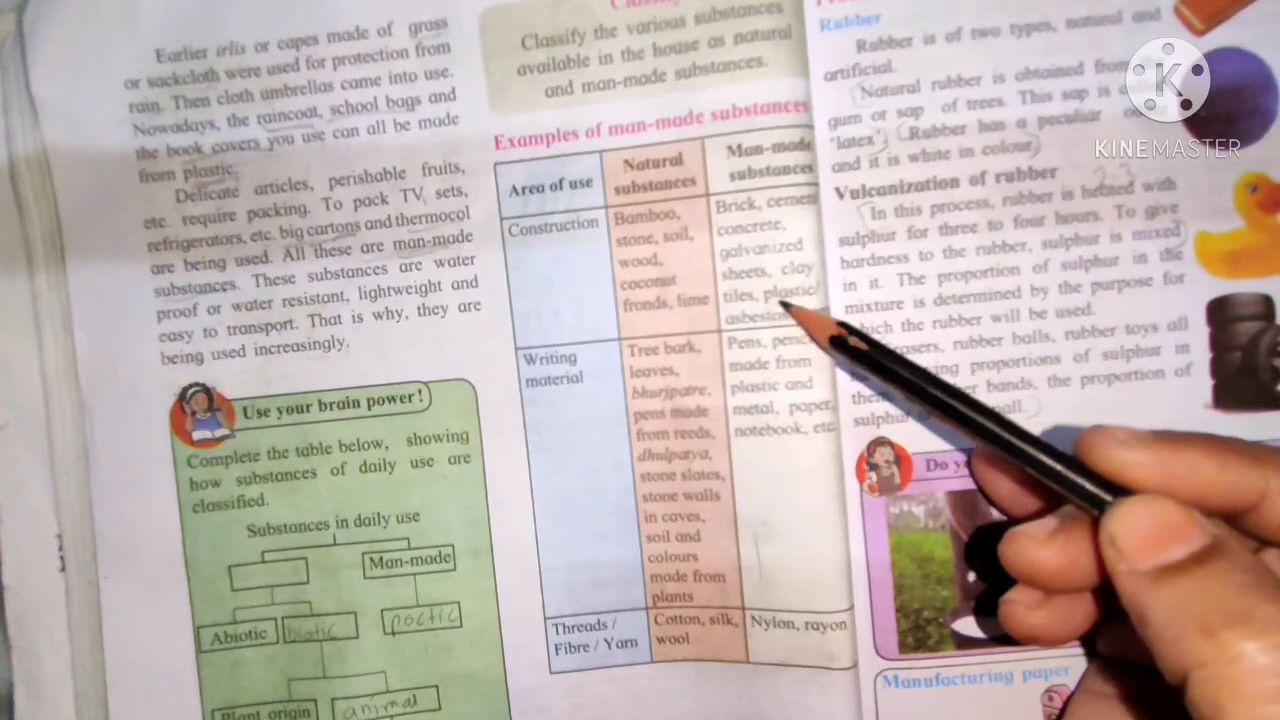 Earlier irlis or capes made of grass
or sackcloth were used for protection from
rain. Then cloth umbrellas came into use.
Nowadays, the raincoat, school bags and
the book covers you use can all be made
from plastic.
Delicate articles, perishable fruits,
etc. require packing. To pack TV sets,
refrigerators, etc. big cartons and thermocol
are being used. All these are man-made
substances. These substances are water
proof or water resistant, lightweight and
easy to transport. That is why, they are
being used increasingly.
Use your brain power!
Complete the table below, showing
how substances of daily use are
classified.
Substances in daily use
Man-made
Abiotic biotic poctic
Plant origin animal
Classify the various substances
available in the house as natural
and man-made substances.
Examples of man-made substances
Area of use
Natural
substances
Man-made
substances
Construction
Bamboo,
stone, soil,
wood,
coconut
fronds, lime
Brick, cement
concrete,
galvanized
sheets, clay
tiles, plastic/
Writing
material
Tree bark,
leaves,
bhurjpatre,
pens made
from reeds,
dhulpatya,
stone slates,
stone walls
in caves,
soil and
colours
made from
plants
Pens,
made from
plastic and
metal, paper,
notebook, etc
Threads /
Fibre / Yarn
Cotton, silk,
wool
Nylon, rayon
Rubber
Rubber is of two types, natural and
artificial.
Natural rubber is obtained from
gum or sap of trees. This sap is
'latex'. Rubber has a peculiar
and it is white in colour.
Vulcanization of rubber
2-3
In this process, rubber is heated with
sulphur for three to four hours. To give
hardness to the rubber, sulphur is mixed
in it. The proportion of sulphur in the
mixture is determined by the purpose for
which the rubber will be used.
rubber balls, rubber toys all
proportions of sulphur in
bands, the proportion of
sulphur
Do
Manufacturing paper
K
KINEMASTER